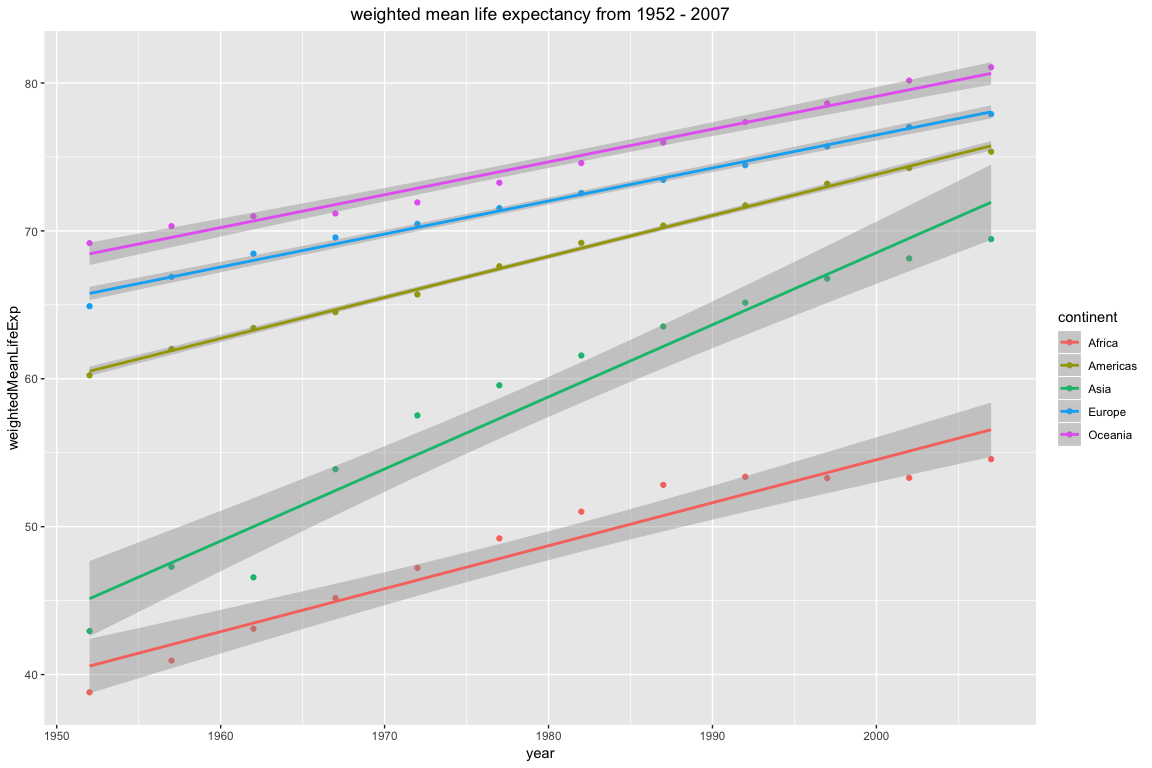 weighted mean life expectancy from 1952 - 2007
weightedMeanLifeExp
80
70
60
50
40
1950
1960
1970
1980
1990
2000
year
continent
Africa
Americas
Asia
Europe
Oceania